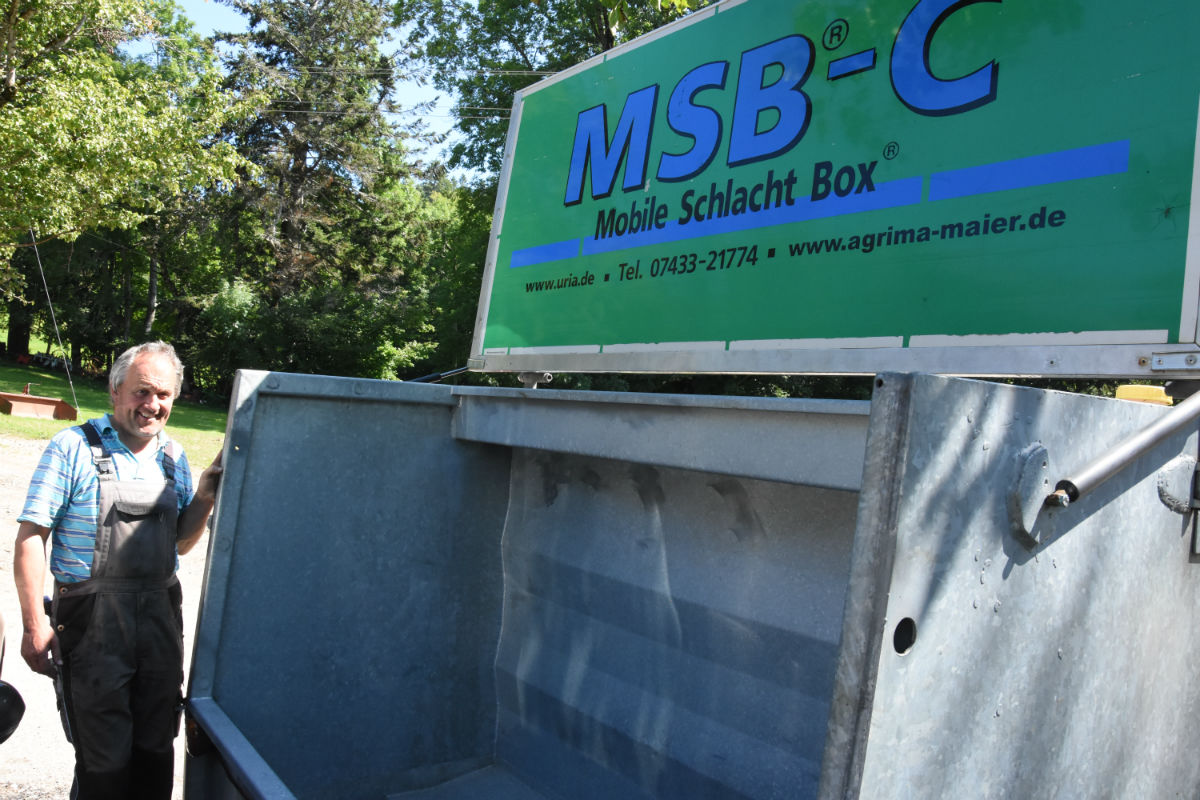 MSB®-C
Mobile Schlacht Box®
www.uria.de ▪ Tel. 07433-21774 ▪ www.agrima-maier.de